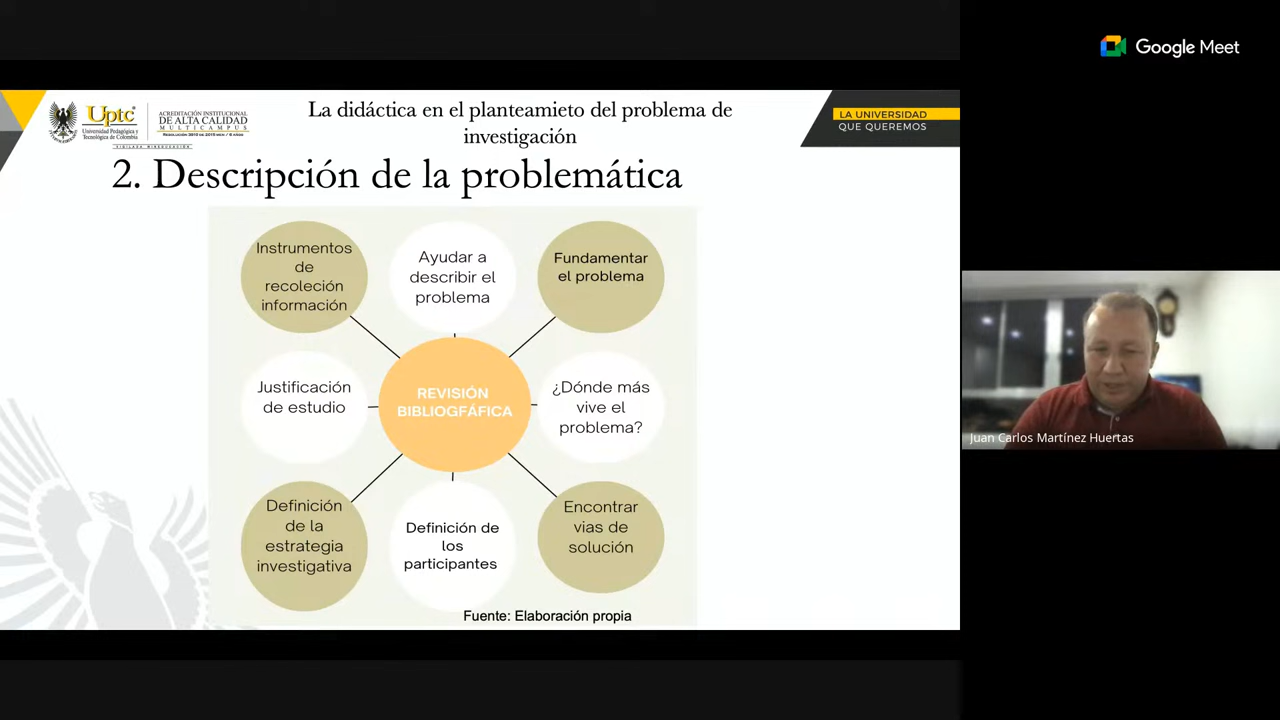 Google Meet
Uptc
Universidad Pedagógica y
Tecnológica de Colombia
ACREDITACIÓN INSTITUCIONAL
DE ALTA CALIDAD
MULTICAMPUS
La didáctica en el planteamieto del problema de
investigación
LA UNIVERSIDAD
QUE QUEREMOS
2. Descripción de la problemática
Instrumentos
de
recoleción
información
Ayudar a
describir el
problema
Fundamentar
el problema
Justificación
de estudio
REVISIÓN
BIBLIOGFÁFICA
¿Dónde más
vive el
problema?
Definición
de la
estrategia
investigativa
Definición de
los
participantes
Encontrar
vias de
solución
Fuente: Elaboración propia
Juan Carlos Martínez Huertas